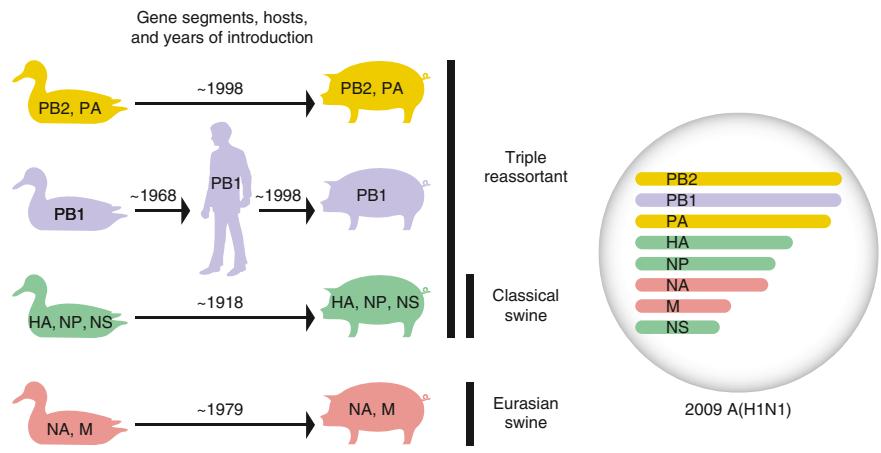 Gene segments, hosts,
and years of introduction
PB2, PA
~1998
PB2, PA
PB1
~1968
PB1
~1998
PB1
HA, NP, NS
~1918
HA, NP, NS
NA, M
~1979
NA, M
Triple
reassortant
Classical
swine
Eurasian
swine
PB2
PB1
PA
HA
NP
NA
M
NS
2009 A(H1N1)